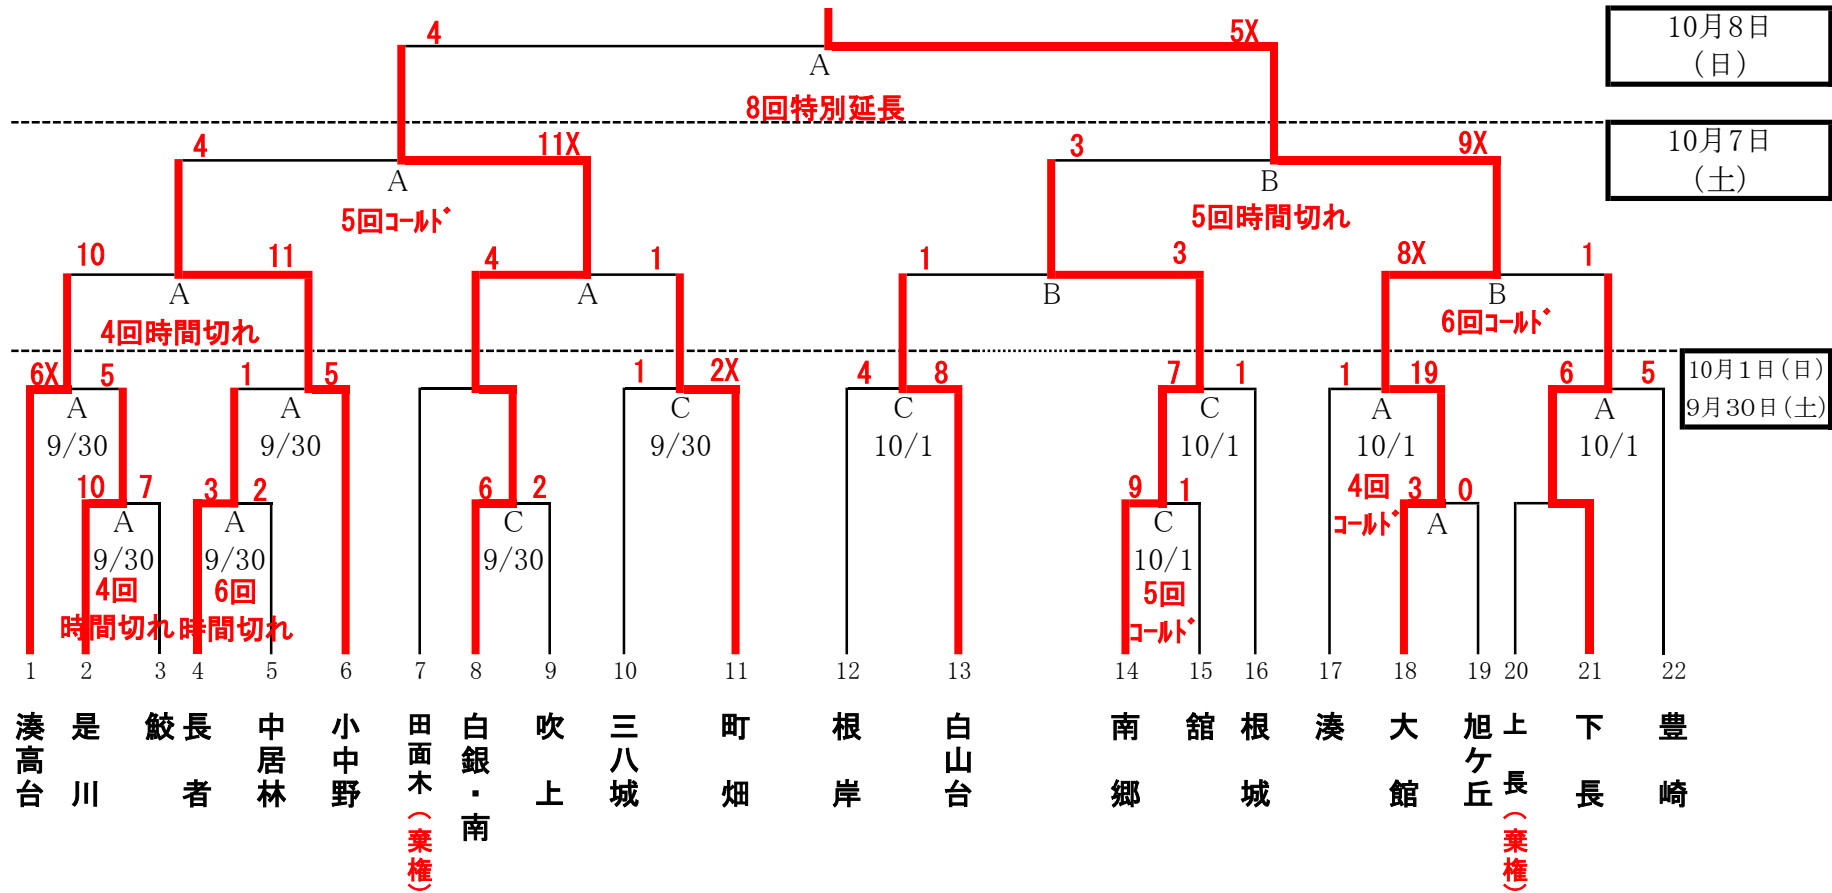 4
5X
A
8回特別延長
10月8日
(日)
4
11X
3
9X
A
B
10月7日
(土)
5回コールド
5回時間切れ
10
11
4
1
1
3
8X
1
A
A
B
B
4回時間切れ
6回コールド
6X
5
1
5
1
2X
4
8
7
1
1
19
6
5
10月1日(日)
9月30日(土)
A
A
C
C
C
A
A
9/30
9/30
9/30
10/1
10/1
10/1
10/1
10
7
3
2
6
2
9
1
4回
コールド
3
0
A
A
C
C
A
9/30
9/30
9/30
10/1
4回
時間切れ
6回
時間切れ
5回
コールド
1
2
3
4
5
6
7
8
9
10
11
12
13
14
15
16
17
18
19
20
21
22
湊高台
是川
鮫
長者
中居林
小中野
田面木(棄権)
白銀・南
吹上
三八城
町畑
根岸
白山台
南郷
舘
根城
湊
大館
旭ケ丘
上長(棄権)
下長
豊崎